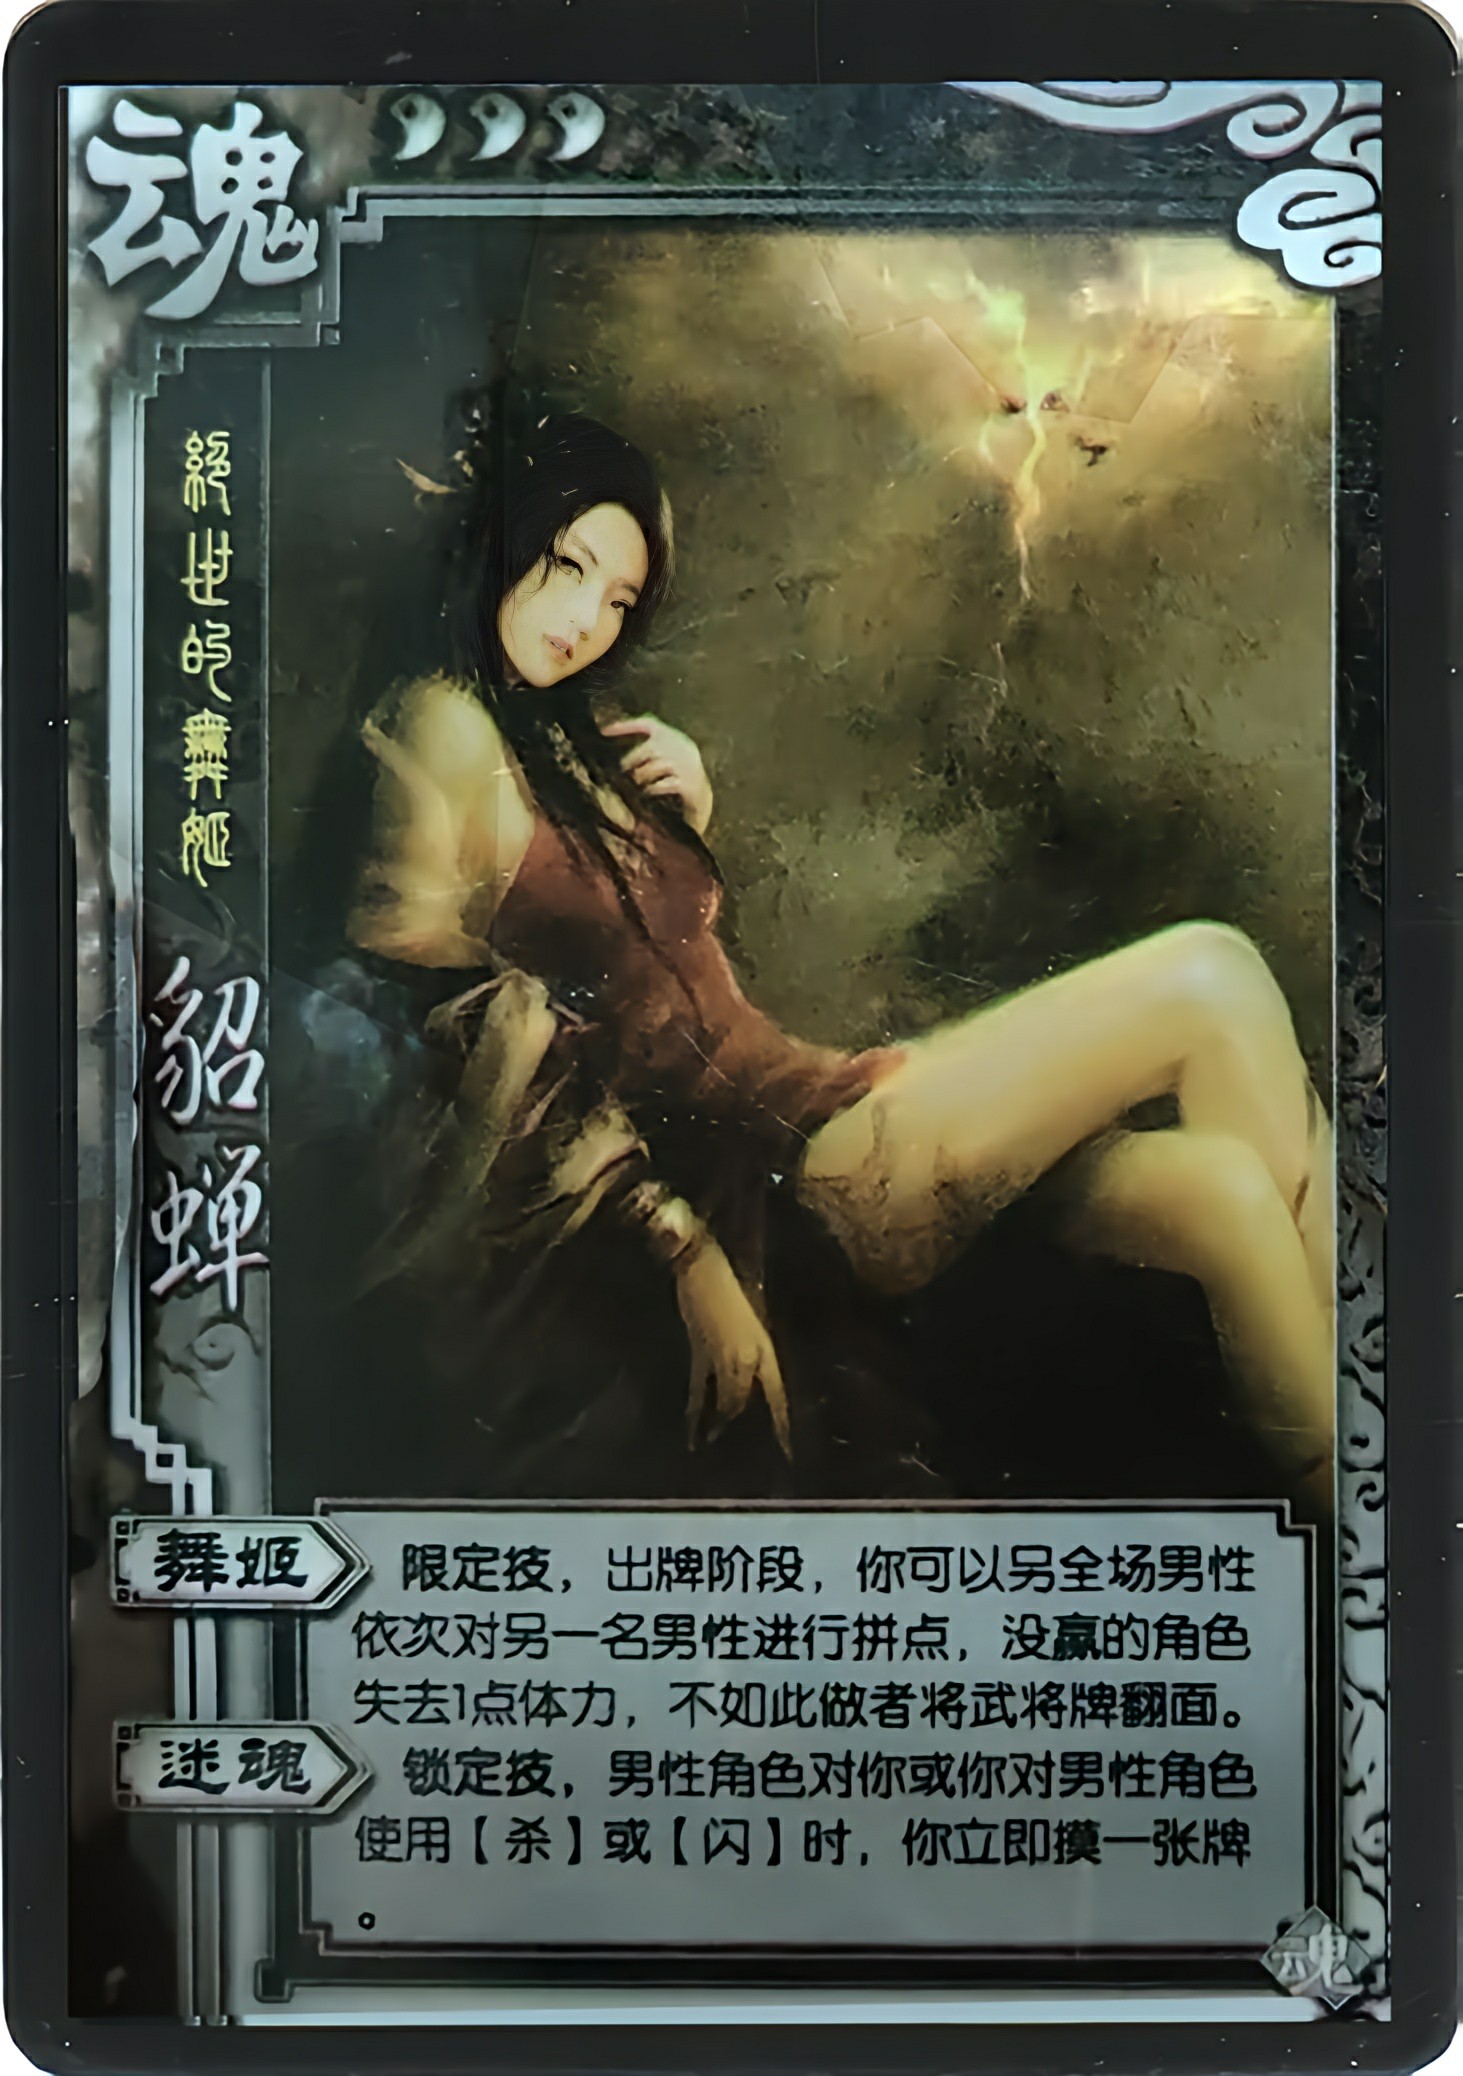 魂
絕世的舞姬
貂蝉
舞姬
限定技，出牌阶段，你可以另全场男性
依次对另一名男性进行拼点，没赢的角色
失去1点体力，不如此做者将武将牌翻面。
迷魂
锁定技，男性角色对你或你对男性角色
使用【杀】或【闪】时，你立即摸一张牌
。
魂